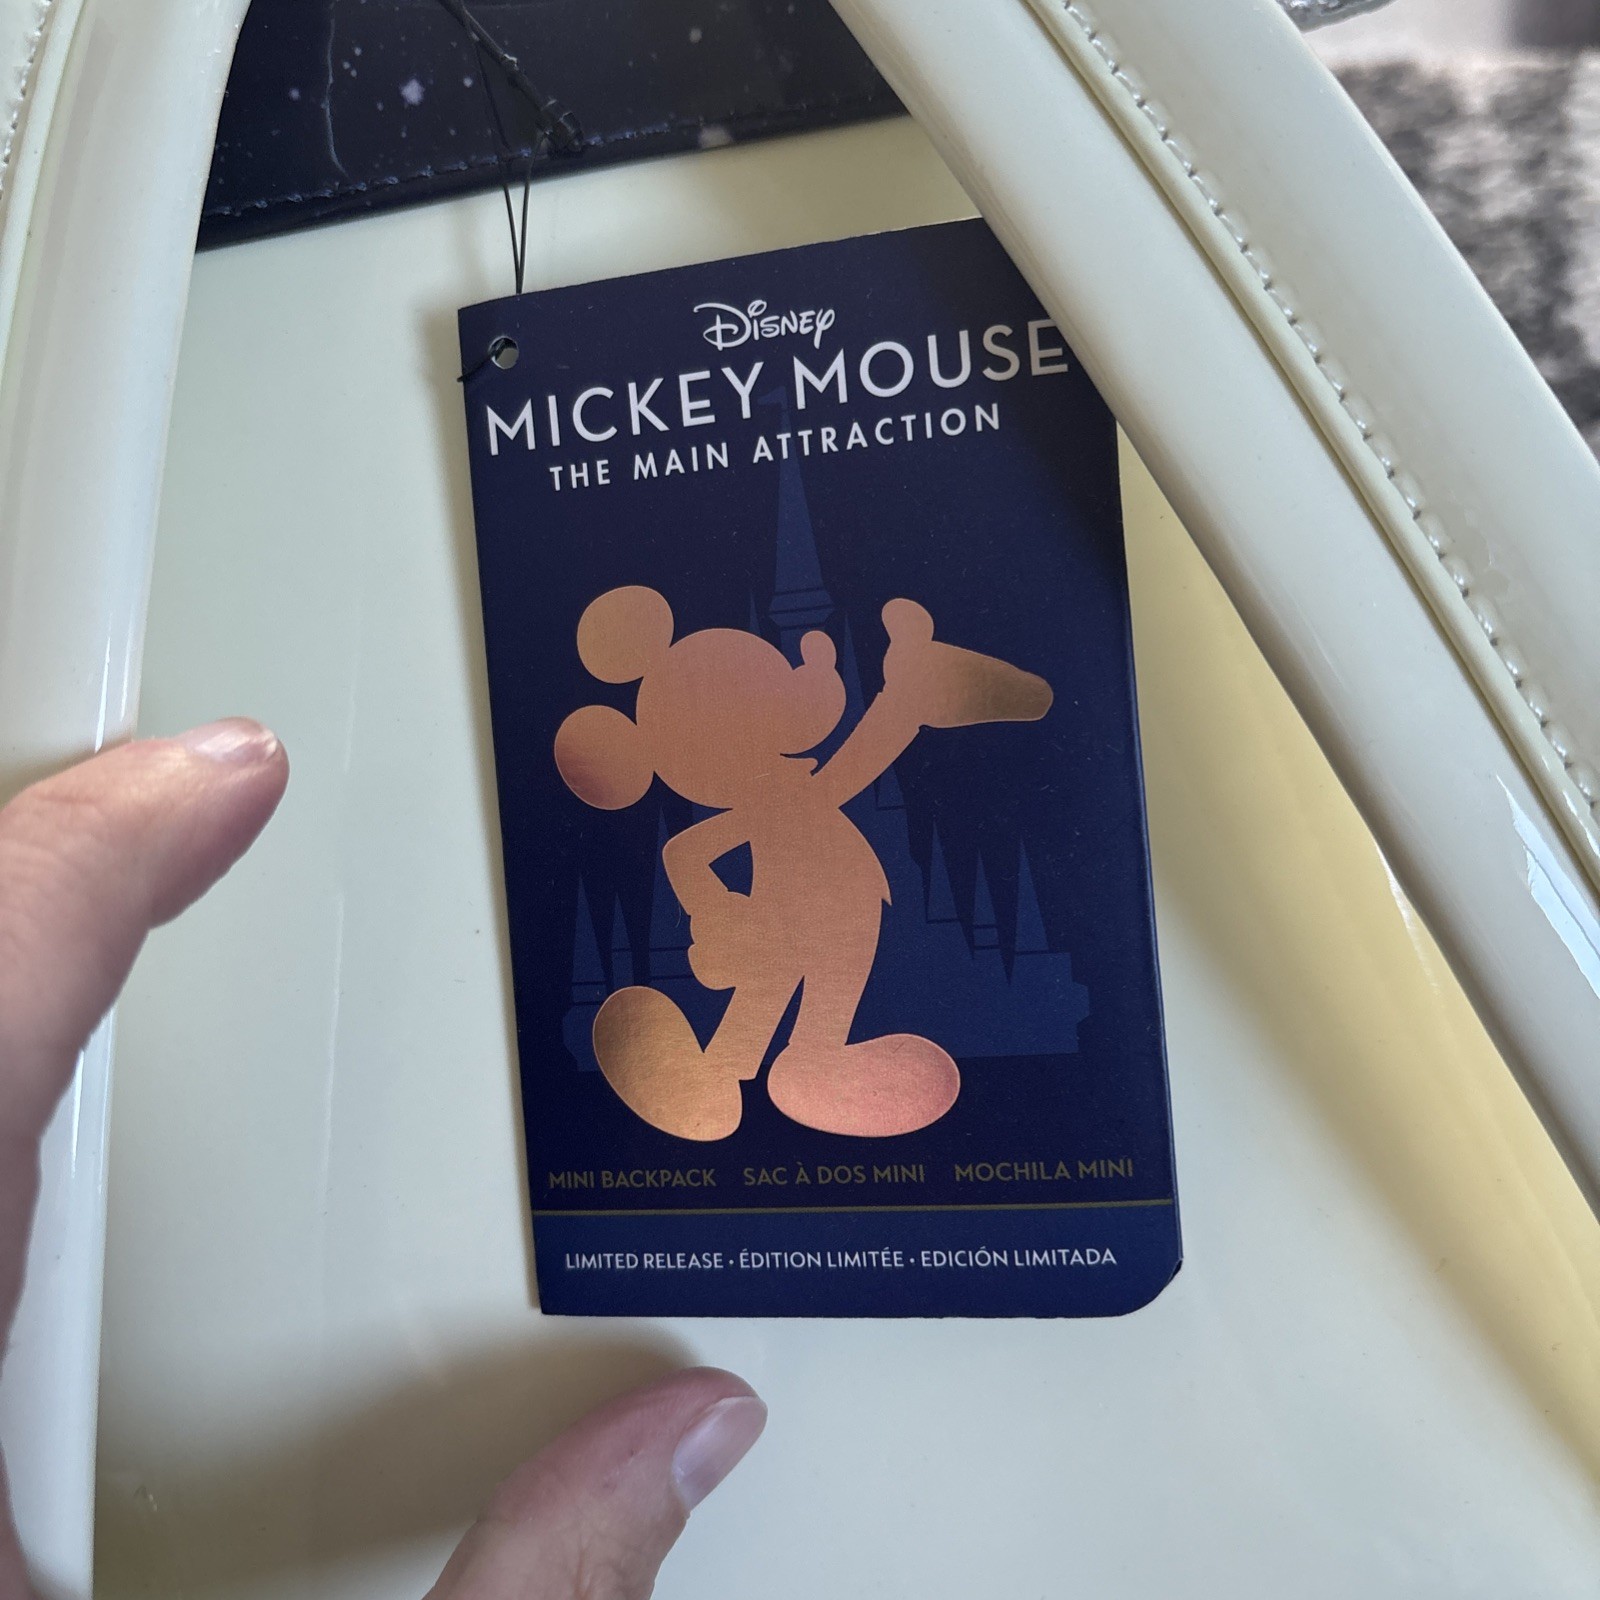 Disney
MICKEY MOUSE
THE MAIN ATTRACTION
MINI BACKPACK SAC À DOS MINI MOCHILA MINI
LIMITED RELEASE • ÉDITION LIMITÉE • EDICIÓN LIMITADA